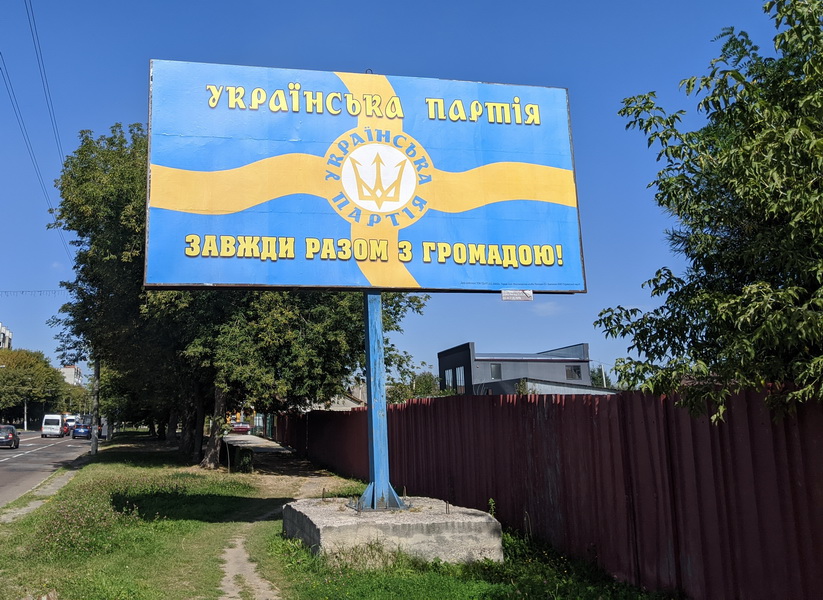 УКРАЇНСЬКА ПАРТІЯ
УКРАЇНСЬКА
ПАРТІЯ
ЗАВЖДИ РАЗОМ З ГРОМАДОЮ!